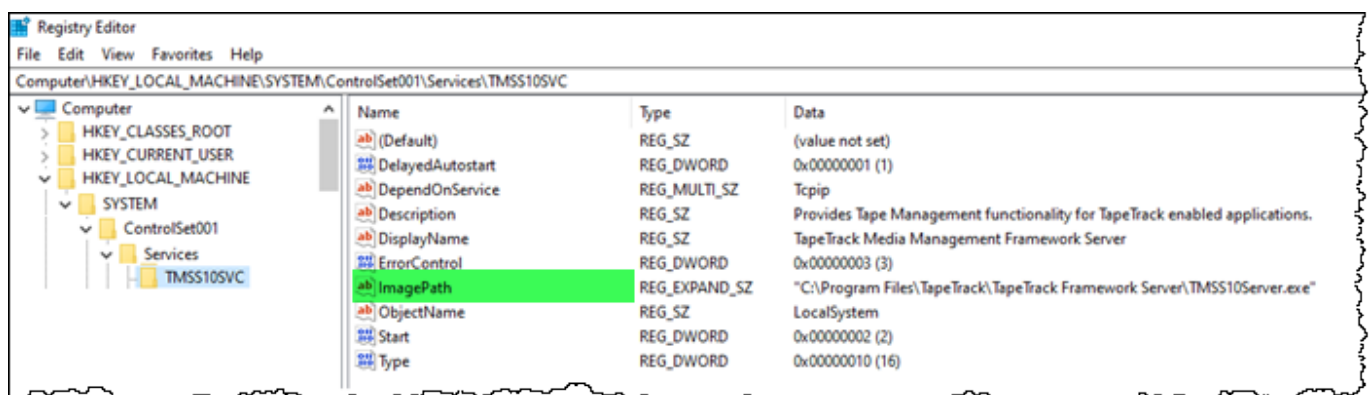 Registry Editor
File Edit View Favorites Help
Computer\HKEY_LOCAL_MACHINE\SYSTEM\ControlSet001\Services\TMSS10SVC
Computer
HKEY_CLASSES_ROOT
HKEY_CURRENT_USER
HKEY_LOCAL_MACHINE
SYSTEM
ControlSet001
Services
TMSS10SVC
Name Type Data
(Default) REG_SZ (value not set)
DelayedAutostart REG_DWORD 0x00000001 (1)
DependOnService REG_MULTI_SZ Tcpip
Description REG_SZ Provides Tape Management functionality for TapeTrack enabled applications.
DisplayName REG_SZ TapeTrack Media Management Framework Server
ErrorControl REG_DWORD 0x00000003 (3)
ImagePath REG_EXPAND_SZ "C:\Program Files\TapeTrack\TapeTrack Framework Server\TMSS10Server.exe"
ObjectName REG_SZ LocalSystem
Start REG_DWORD 0x00000002 (2)
Type REG_DWORD 0x00000010 (16)